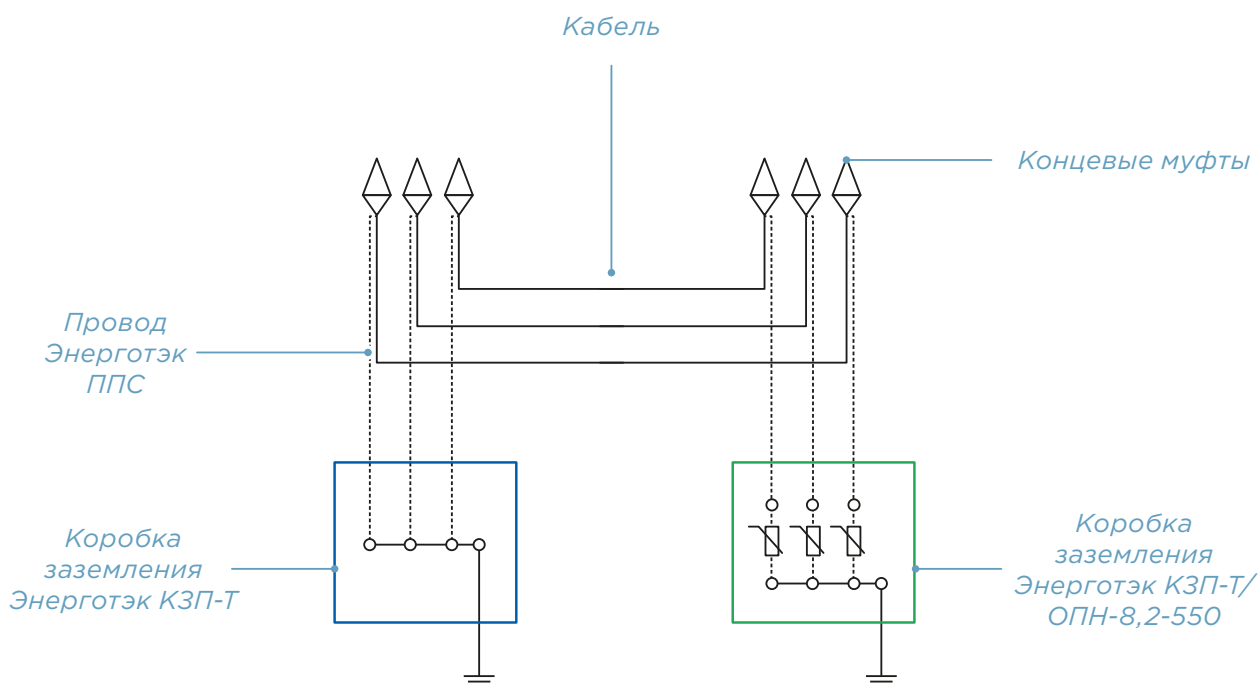 Кабель
Концевые муфты
Провод
Энерготэк
ППС
Коробка
заземления
Энерготэк КЗП-Т
Коробка
заземления
Энерготэк КЗП-Т/
ОПН-8,2-550